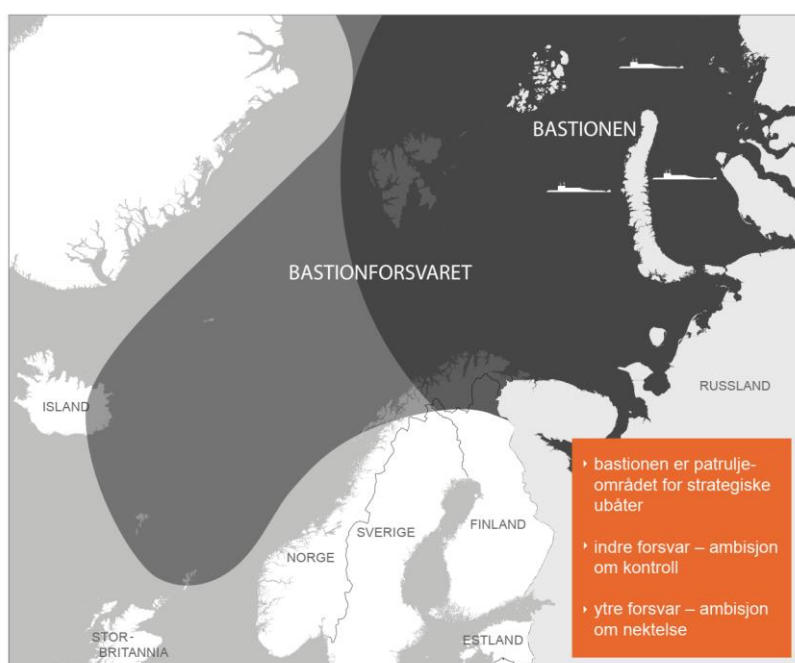 BASTIONEN
BASTIONFORSVARET
RUSSLAND
ISLAND
SVERIGE
FINLAND
NORGE
STOR-
BRITANNIA
ESTLAND
bastionen er patrulje-
området for strategiske
ubåter
indre forsvar – ambisjon
om kontroll
ytre forsvar – ambisjon
om nektelse